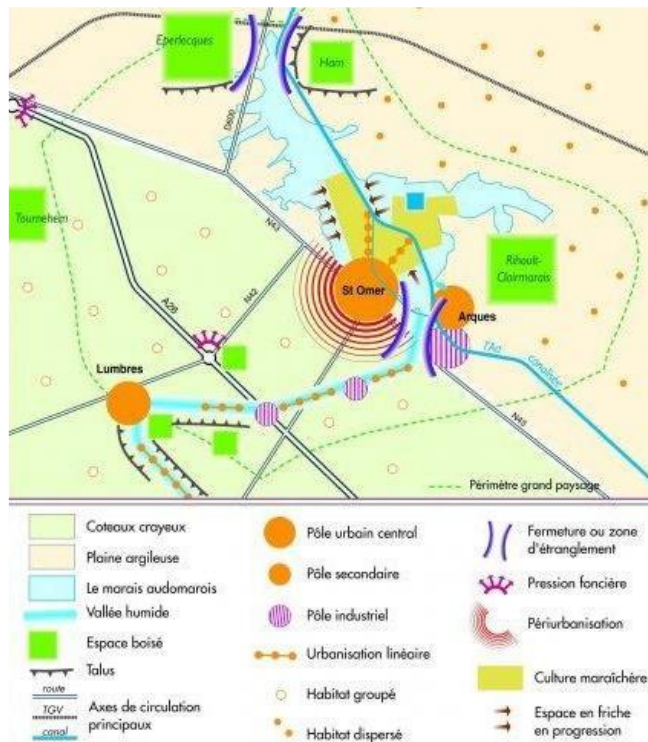 Eperlecques
Ham
D600
Tournehem
N43
St Omer
Rihoult-
Clairmarais
Arques
A26
N42
Lumbres
l'Aa
canalisée
N43
Périmètre grand paysage
Coteaux crayeux
Plaine argileuse
Le marais audomarois
Vallée humide
Espace boisé
Talus
route
TGV
canal
Axes de circulation
principaux
Pôle urbain central
Pôle secondaire
Pôle industriel
Urbanisation linéaire
Habitat groupé
Habitat dispersé
Fermeture ou zone
d'étranglement
Pression foncière
Périurbanisation
Culture maraîchère
Espace en friche
en progression